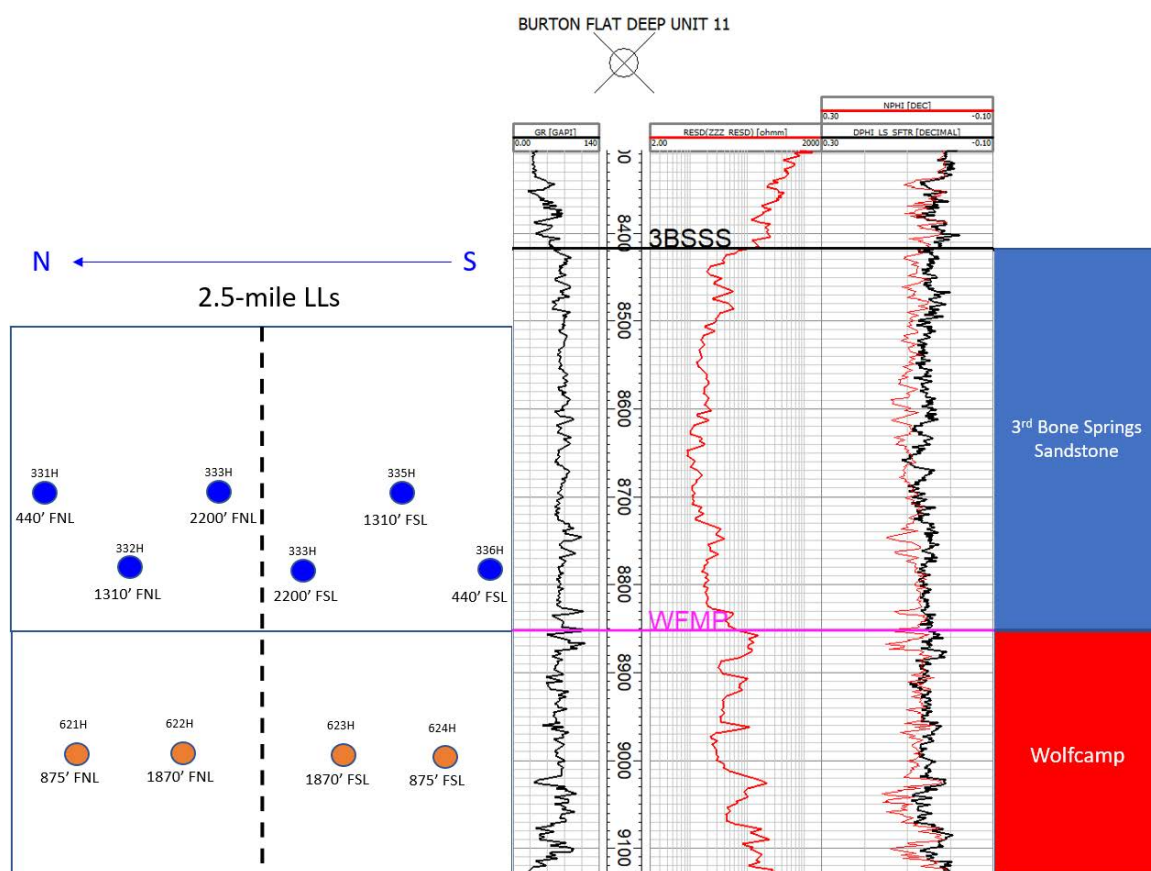 BURTON FLAT DEEP UNIT 11
NPHI [DEC]
0.30 -0.10
GR [GAPI]
0.00 140
RESD(ZZZ_RESD) [ohmm]
2.00 2000
DPHI_LS_SFTR [DECIMAL]
0.30 -0.10
N S
2.5-mile LLs
3BSSS
8400
8500
8600
8700
8800
8900
9000
9100
3rd Bone Springs
Sandstone
331H
440' FNL
333H
2200' FNL
335H
1310' FSL
332H
1310' FNL
333H
2200' FSL
336H
440' FSL
WFMP
621H
875' FNL
622H
1870' FNL
623H
1870' FSL
624H
875' FSL
Wolfcamp